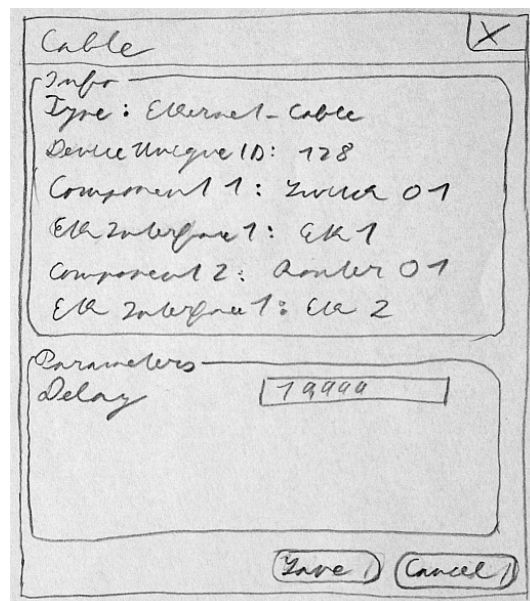 Cable X
Info
Type: Ethernet-Cable
Device Unique ID: 128
Component 1: Switch 01
Eth Interface 1: Eth 1
Component 2: Router 01
Eth Interface 1: Eth 2
Parameters
Delay 19999
Save Cancel